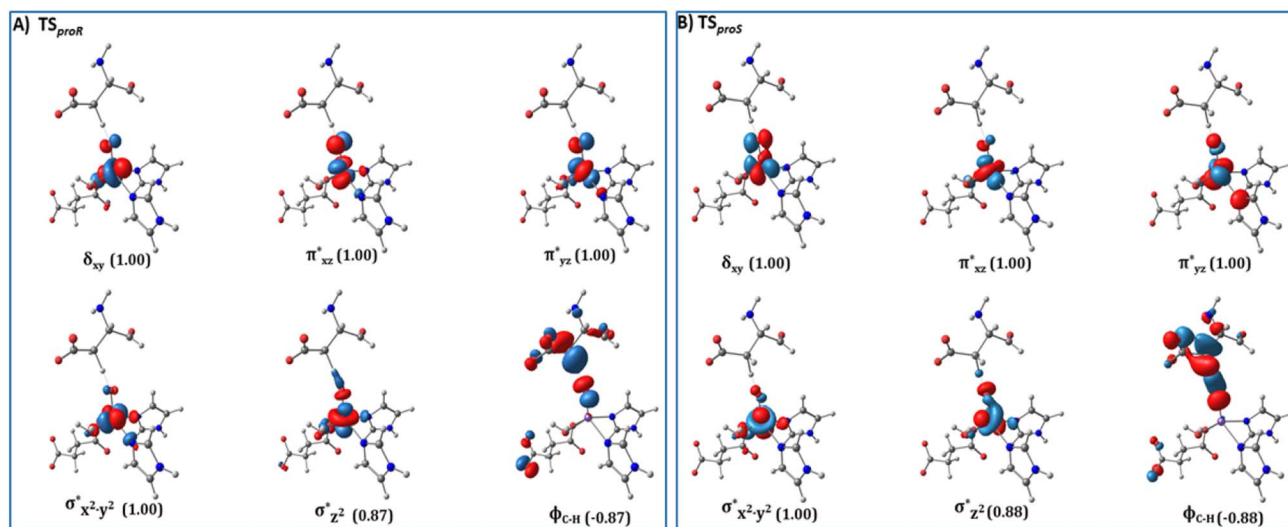 A) TSproR
δxy (1.00) π*xz (1.00) π*yz (1.00)
σ*x²-y² (1.00) σ*z² (0.87) ϕC-H (-0.87)
B) TSproS
δxy (1.00) π*xz (1.00) π*yz (1.00)
σ*x²-y² (1.00) σ*z² (0.88) ϕC-H (-0.88)